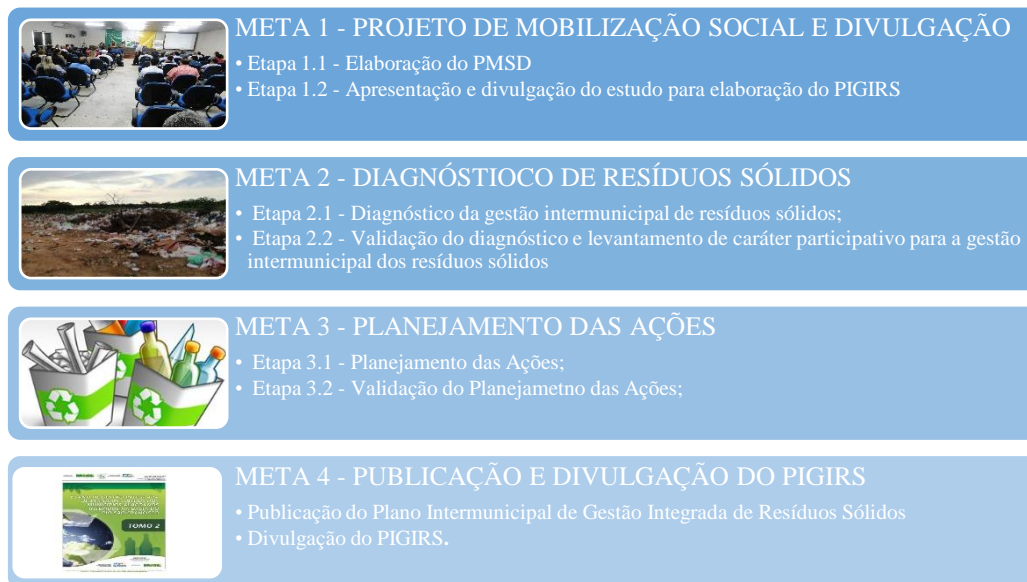 META 1 - PROJETO DE MOBILIZAÇÃO SOCIAL E DIVULGAÇÃO
• Etapa 1.1 - Elaboração do PMSD
• Etapa 1.2 - Apresentação e divulgação do estudo para elaboração do PIGIRS
META 2 - DIAGNÓSTIOCO DE RESÍDUOS SÓLIDOS
• Etapa 2.1 - Diagnóstico da gestão intermunicipal de resíduos sólidos;
• Etapa 2.2 - Validação do diagnóstico e levantamento de caráter participativo para a gestão
intermunicipal dos resíduos sólidos
META 3 - PLANEJAMENTO DAS AÇÕES
• Etapa 3.1 - Planejamento das Ações;
• Etapa 3.2 - Validação do Planejametno das Ações;
META 4 - PUBLICAÇÃO E DIVULGAÇÃO DO PIGIRS
• Publicação do Plano Intermunicipal de Gestão Integrada de Resíduos Sólidos
• Divulgação do PIGIRS.
TOMO 2